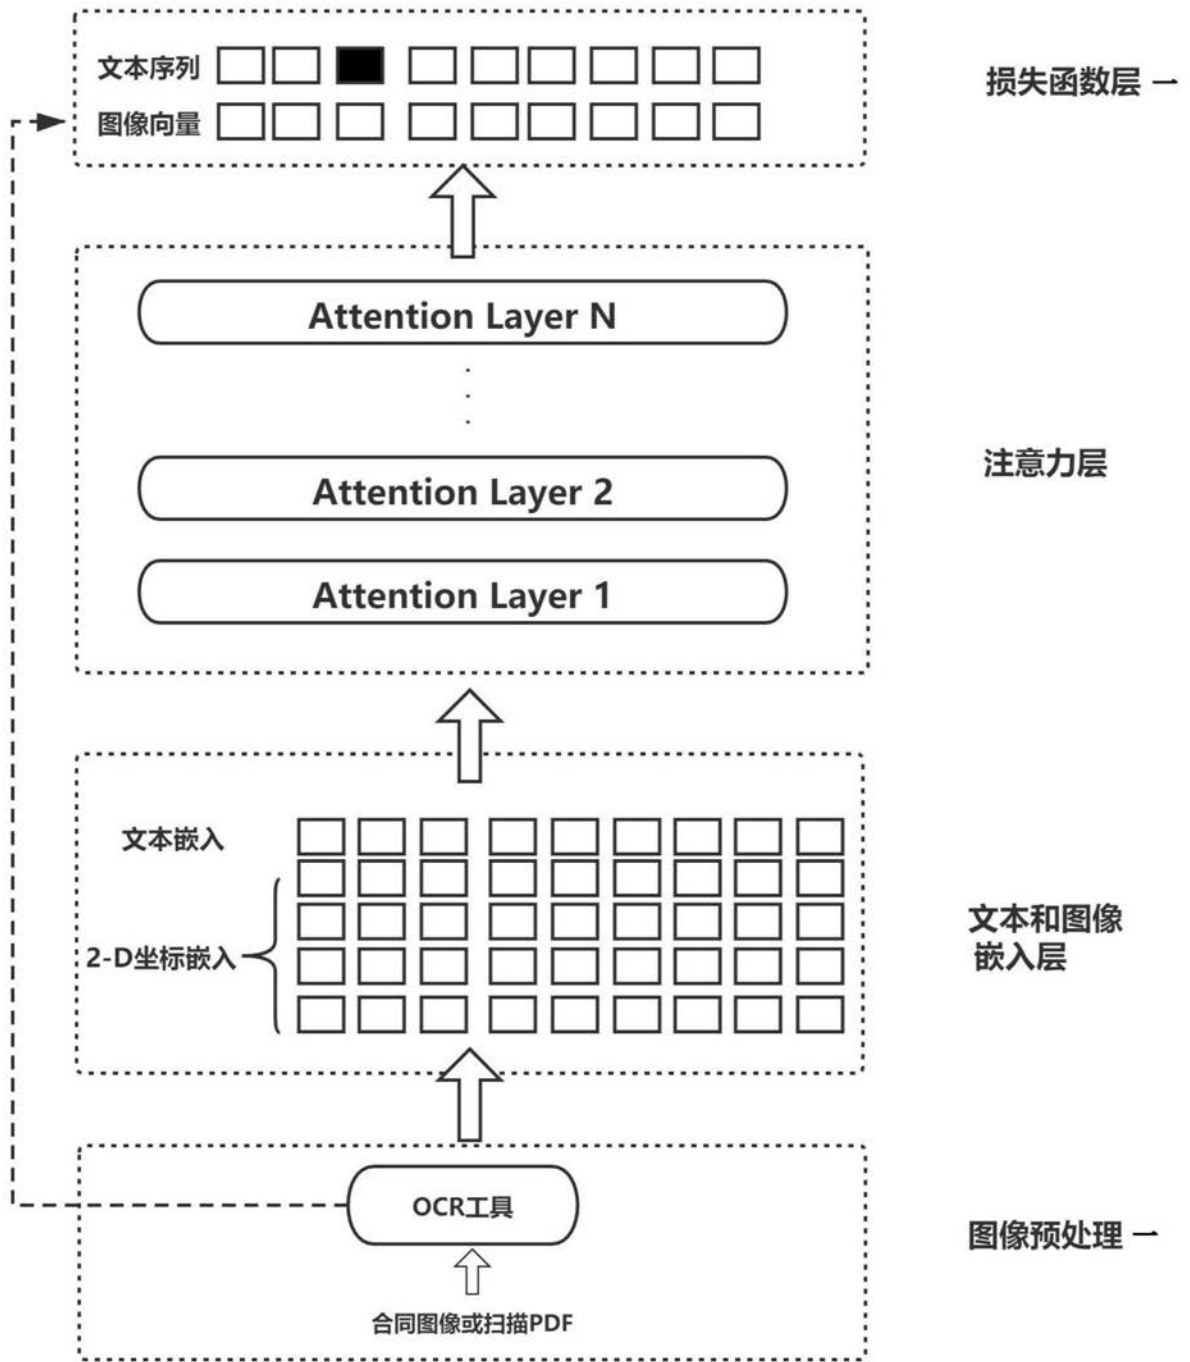 文本序列
图像向量
损失函数层 一
Attention Layer N
Attention Layer 2
Attention Layer 1
注意力层
文本嵌入
2-D坐标嵌入
文本和图像
嵌入层
OCR工具
合同图像或扫描PDF
图像预处理 一